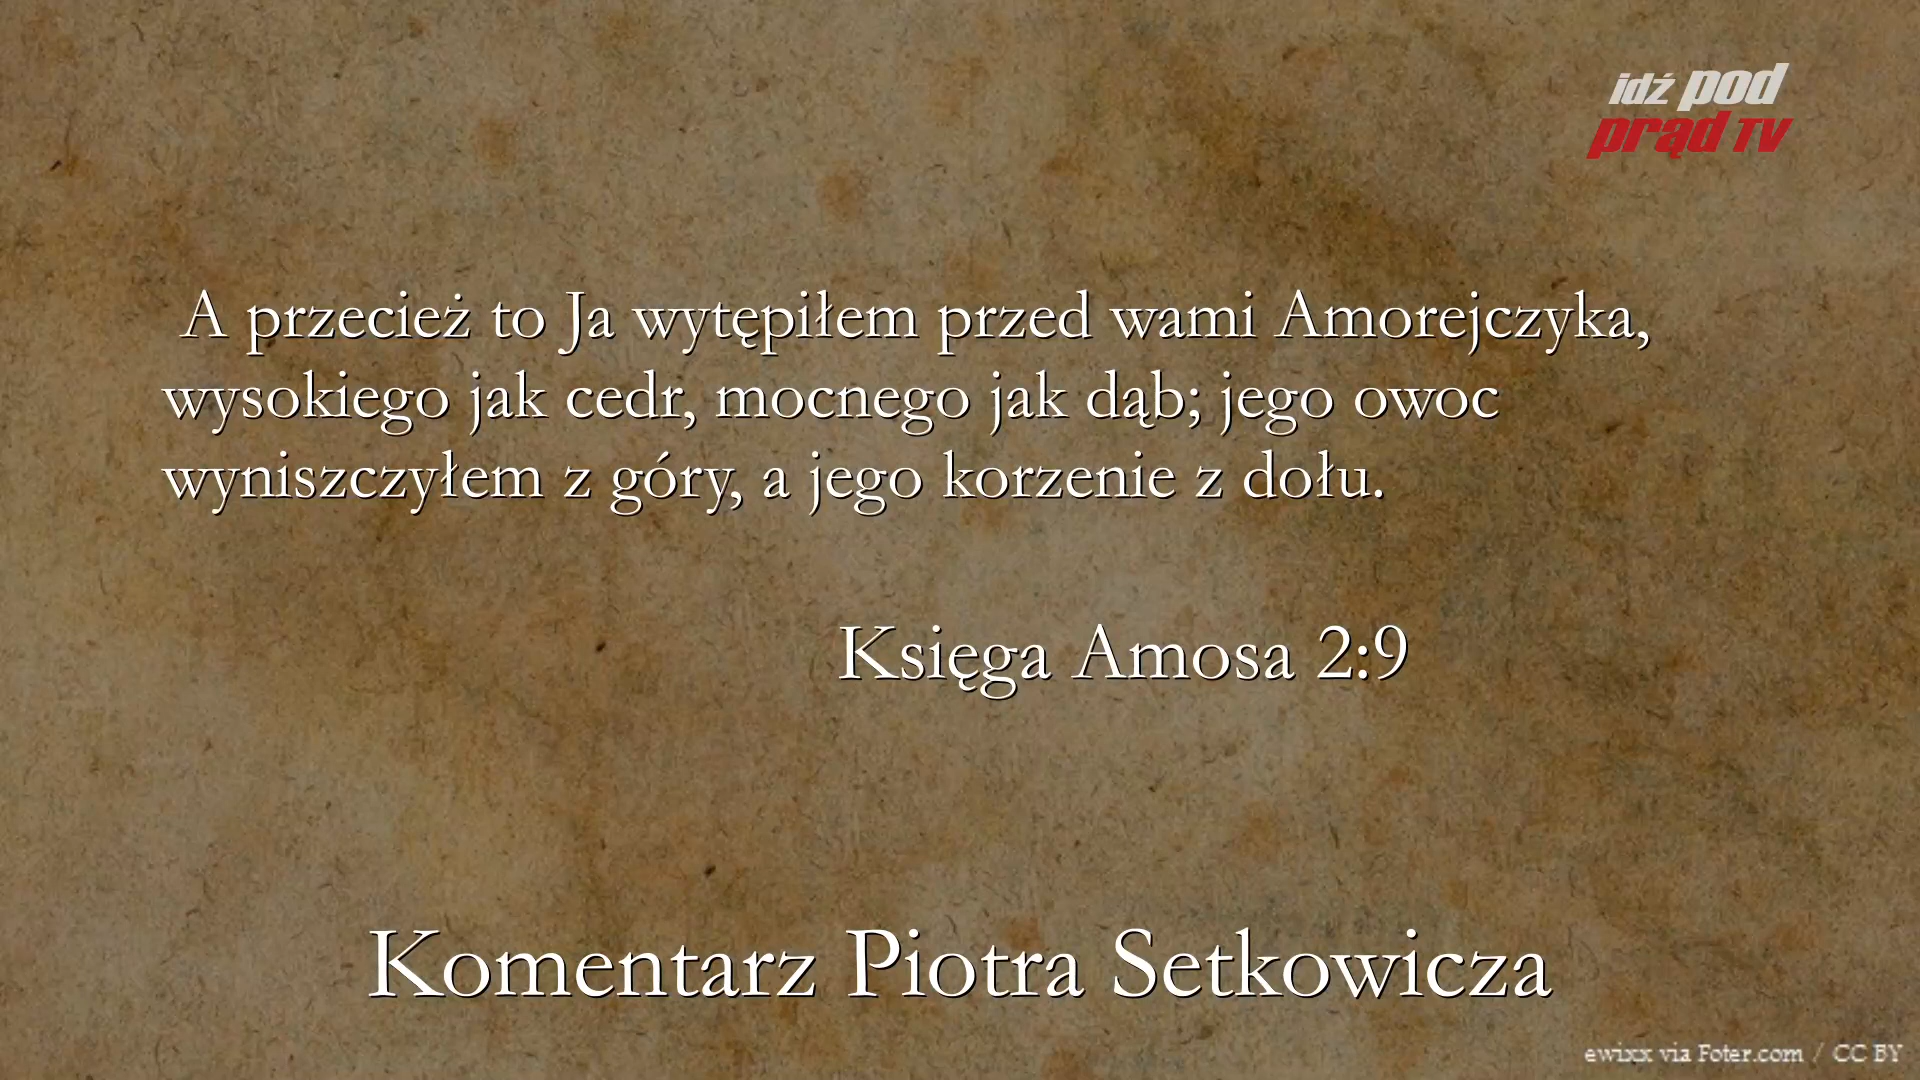 idź pod
prąd TV
A przecież to Ja wytępiłem przed wami Amorejczyka,
wysokiego jak cedr, mocnego jak dąb; jego owoc
wyniszczyłem z góry, a jego korzenie z dołu.
Księga Amosa 2:9
Komentarz Piotra Setkowicza
ewixx via Foter.com / CC BY